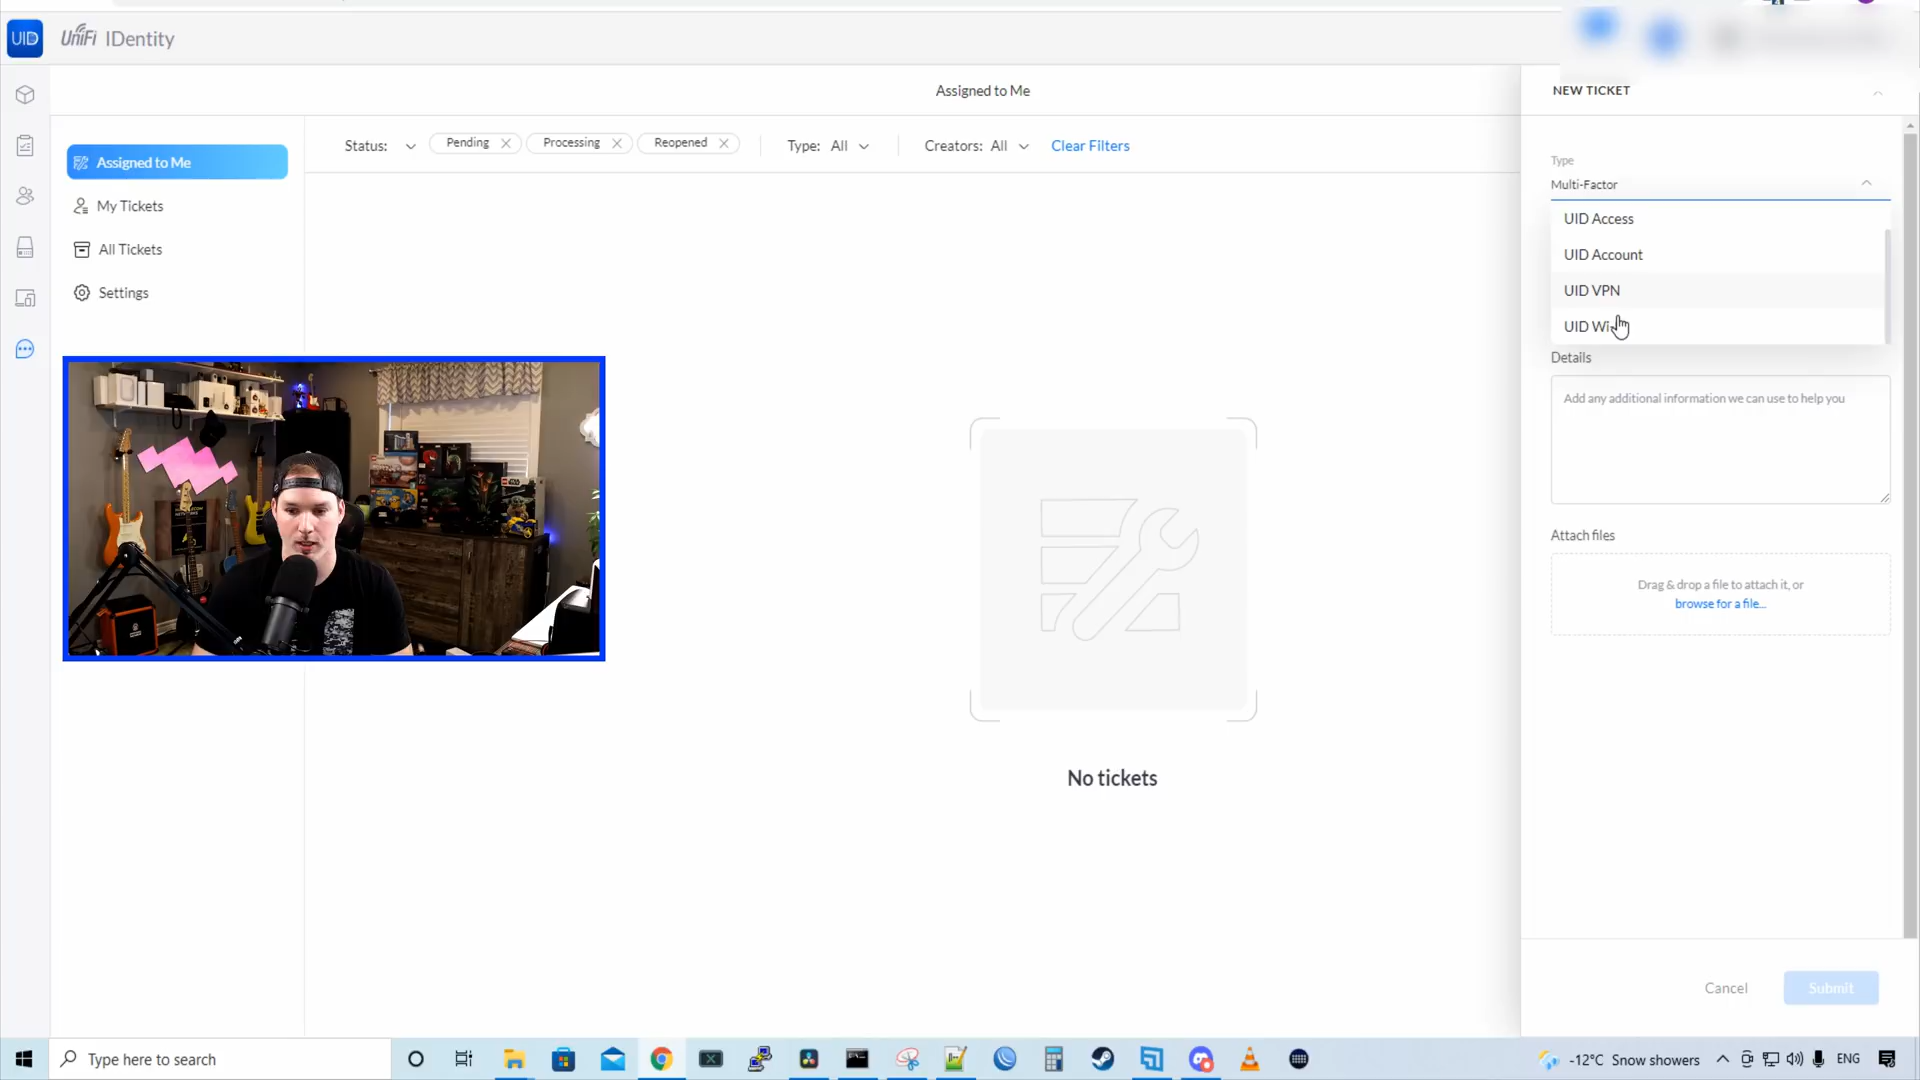 UID UniFi IDentity
Assigned to Me
NEW TICKET
Assigned to Me
My Tickets
All Tickets
Settings
Status: Pending Processing Reopened Type: All Creators: All Clear Filters
No tickets
Type
Multi-Factor
UID Access
UID Account
UID VPN
Details
Add any additional information we can use to help you
Attach files
Drag & drop a file to attach it, or
browse for a file...
Cancel Submit
Type here to search
-12°C Snow showers ENG